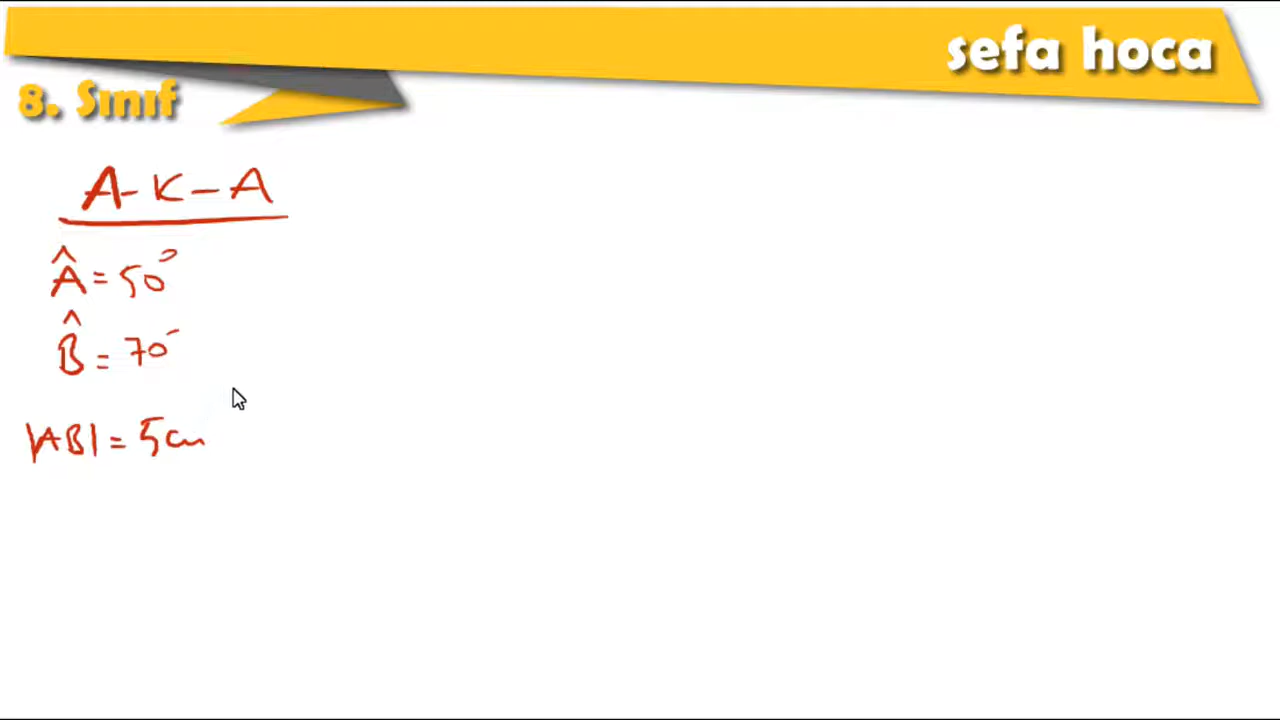 sefa hoca
8. Sınıf
A-K-A
Â = 50°
B̂ = 70°
|AB| = 5cm